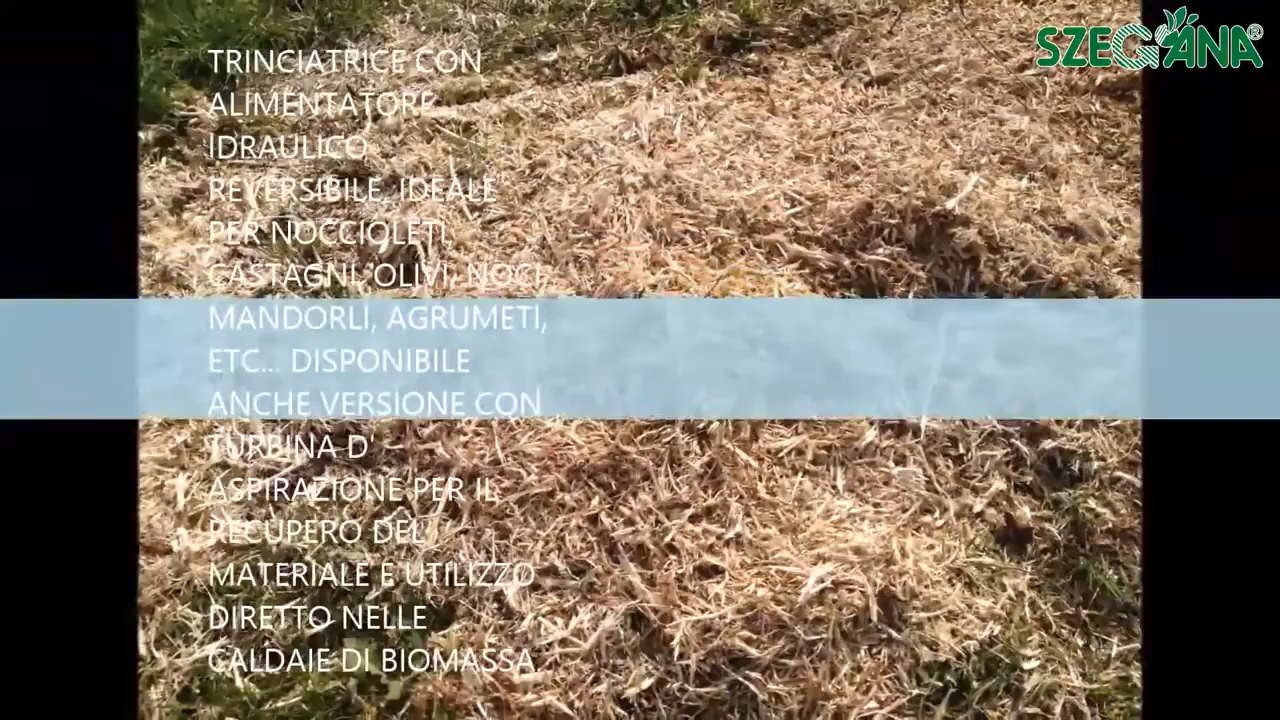 SZEGÁNA®
TRINCIATRICE CON
ALIMENTATORE
IDRAULICO
REVERSIBILE, IDEALE
PER NOCCIOLETI,
CASTAGNI, OLIVI, NOCI,
MANDORLI, AGRUMETI,
ETC... DISPONIBILE
ANCHE VERSIONE CON
TURBINA D'
ASPIRAZIONE PER IL
RECUPERO DEL
MATERIALE E UTILIZZO
DIRETTO NELLE
CALDAIE DI BIOMASSA